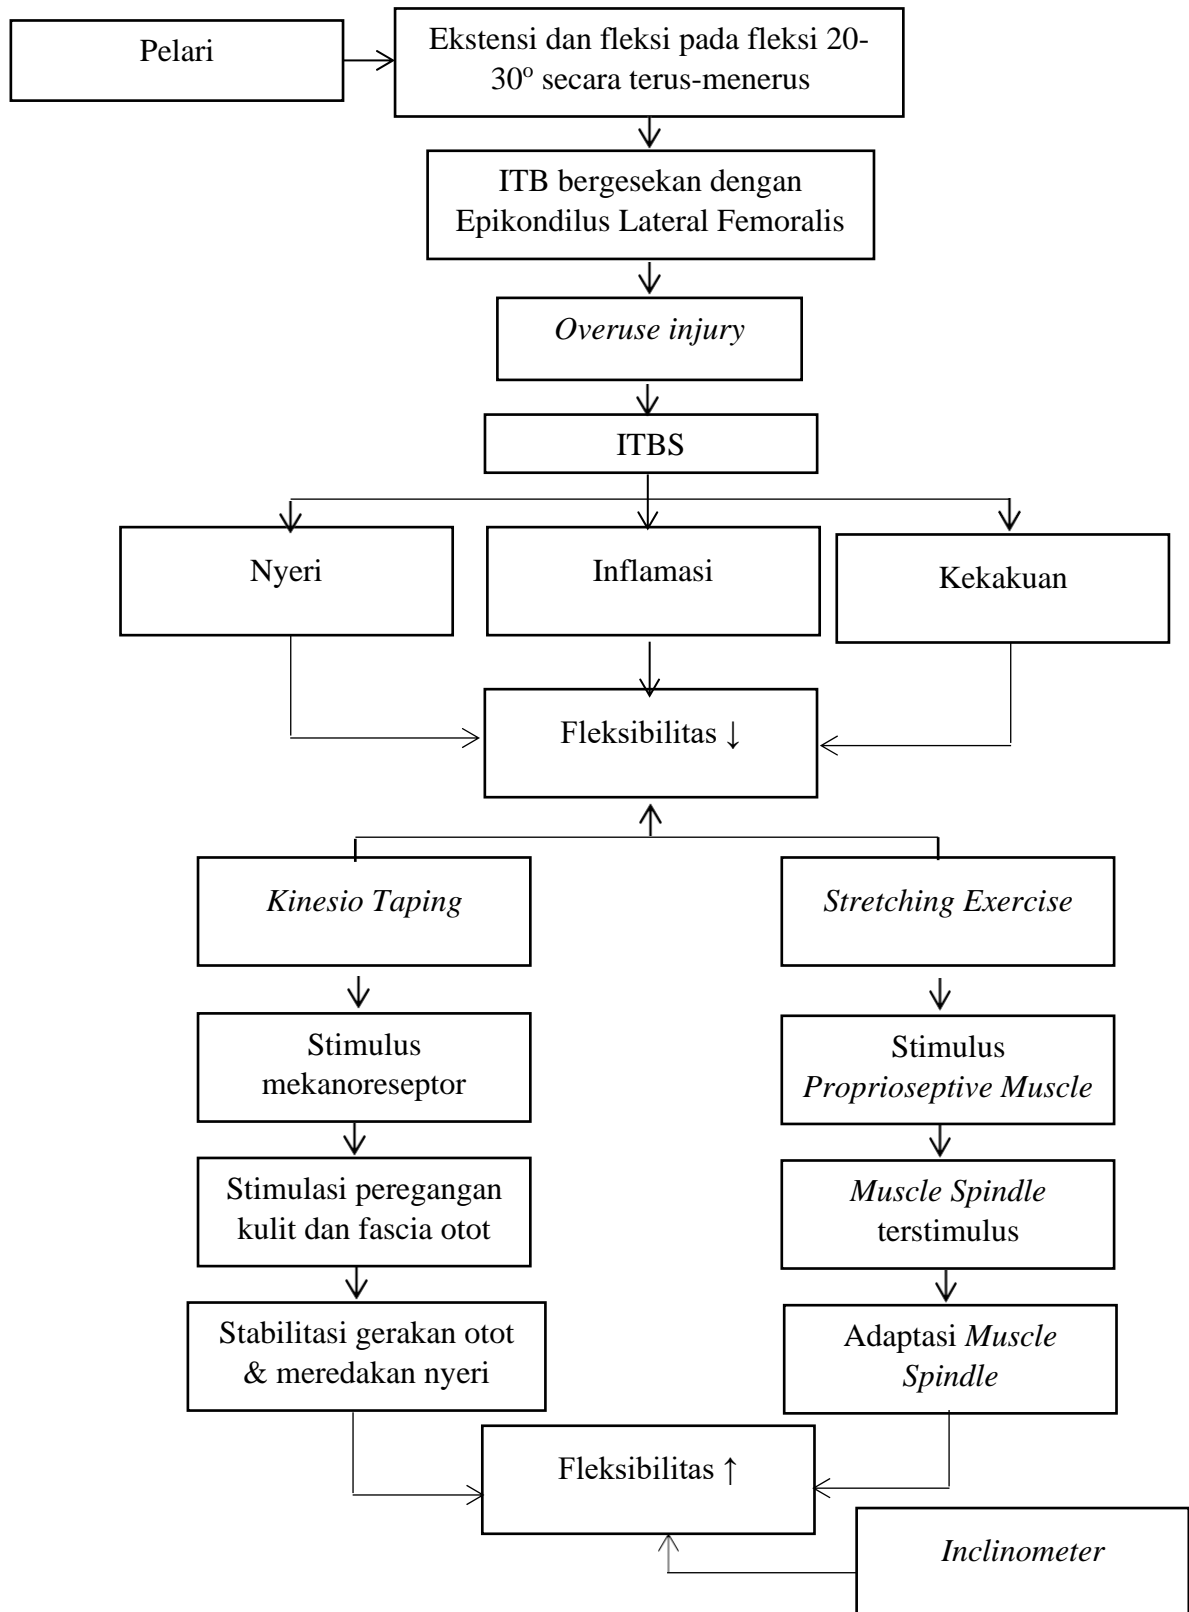 Pelari
Ekstensi dan fleksi pada fleksi 20-
30º secara terus-menerus
ITB bergesekan dengan
Epikondilus Lateral Femoralis
Overuse injury
ITBS
Nyeri
Inflamasi
Kekakuan
Fleksibilitas ↓
Kinesio Taping
Stretching Exercise
Stimulus
mekanoreseptor
Stimulus
Proprioseptive Muscle
Stimulasi peregangan
kulit dan fascia otot
Muscle Spindle
terstimulus
Stabilitasi gerakan otot
& meredakan nyeri
Adaptasi Muscle
Spindle
Fleksibilitas ↑
Inclinometer